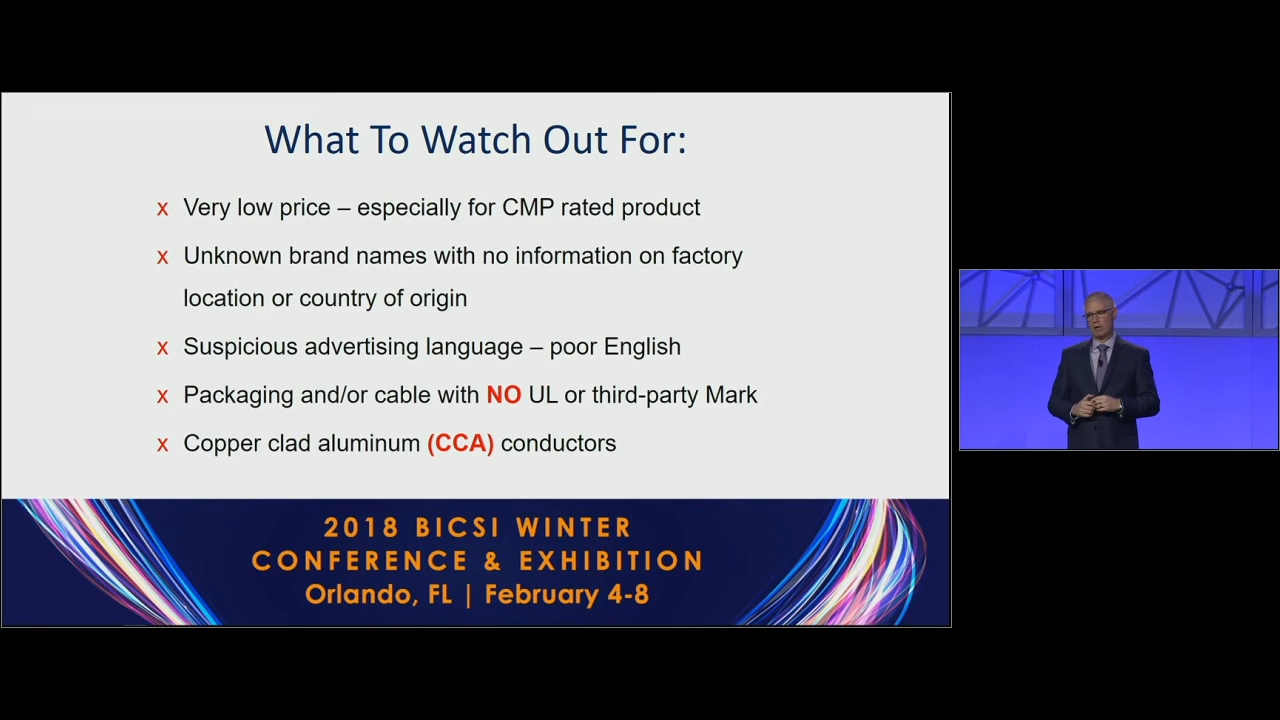 What To Watch Out For:
x Very low price – especially for CMP rated product
x Unknown brand names with no information on factory
location or country of origin
x Suspicious advertising language – poor English
x Packaging and/or cable with NO UL or third-party Mark
x Copper clad aluminum (CCA) conductors
2018 BICSI WINTER
CONFERENCE & EXHIBITION
Orlando, FL | February 4-8